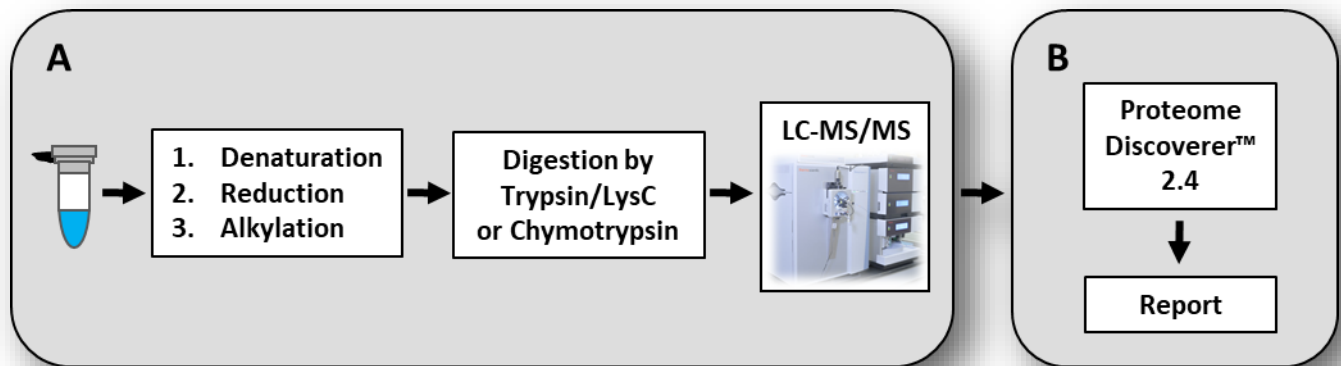 A
1. Denaturation
2. Reduction
3. Alkylation
Digestion by
Trypsin/LysC
or Chymotrypsin
LC-MS/MS
B
Proteome
Discoverer™
2.4
Report